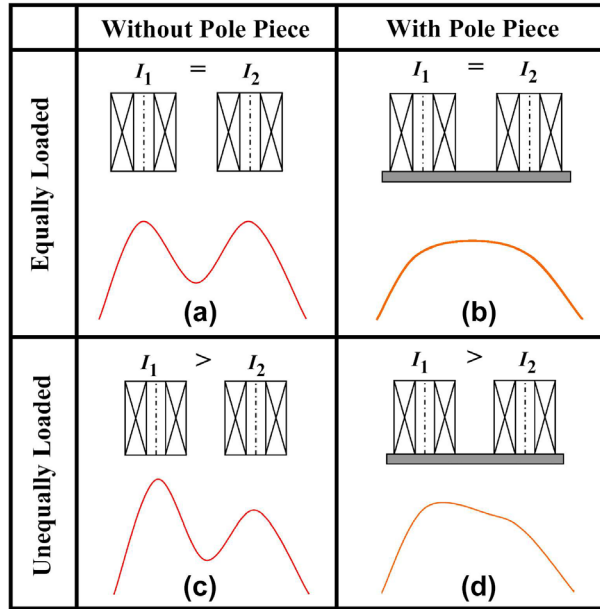 Without Pole Piece
With Pole Piece
Equally Loaded
I1 = I2
I1 = I2
(a)
(b)
Unequally Loaded
I1 > I2
I1 > I2
(c)
(d)